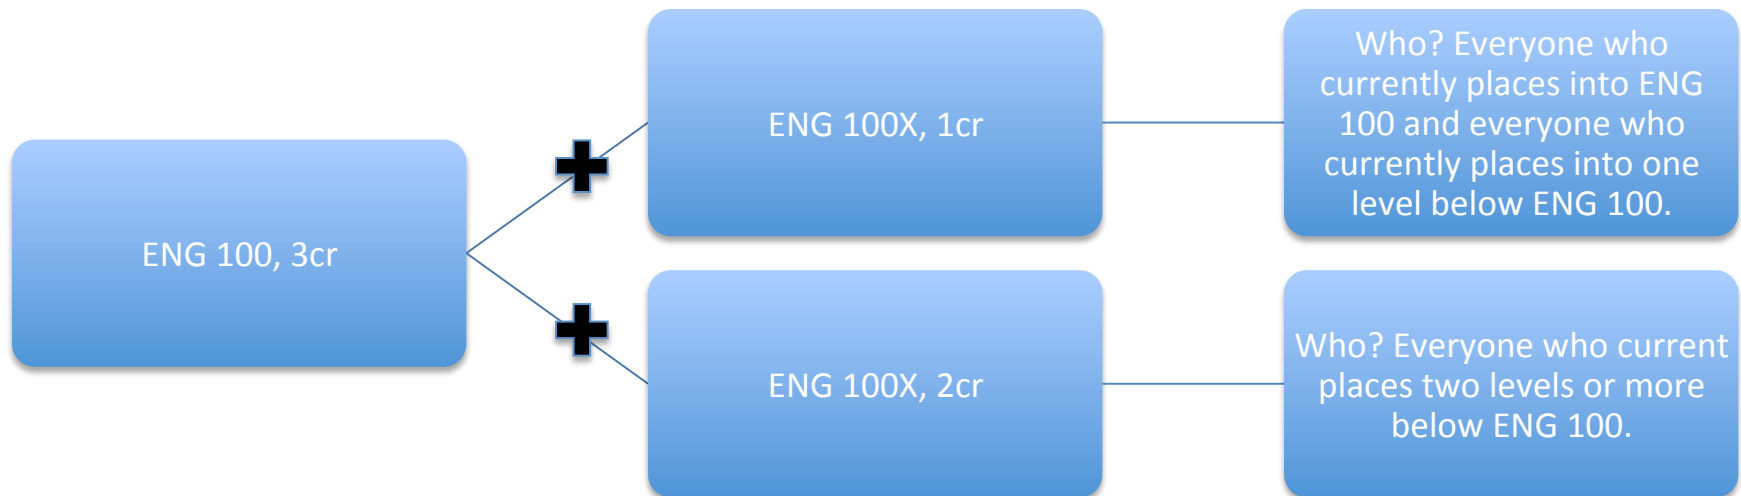 ENG 100, 3cr
ENG 100X, 1cr
Who? Everyone who
currently places into ENG
100 and everyone who
currently places into one
level below ENG 100.
ENG 100X, 2cr
Who? Everyone who current
places two levels or more
below ENG 100.